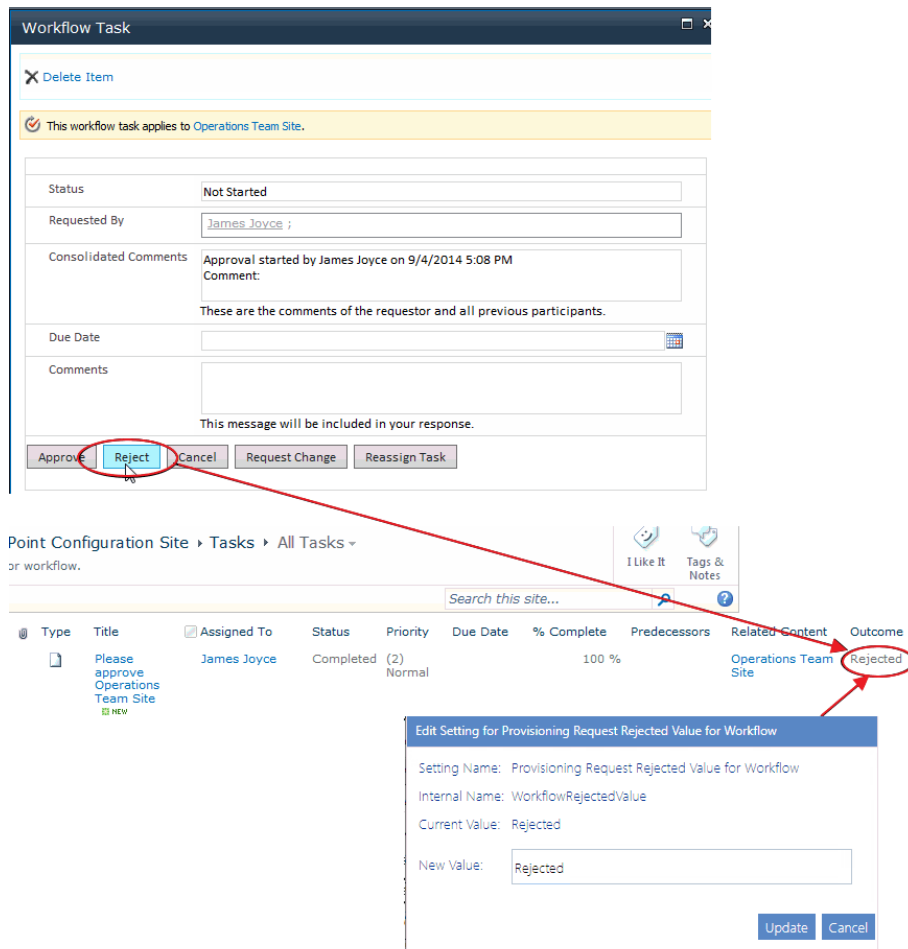 Workflow Task
Delete Item
This workflow task applies to Operations Team Site.
Status
Not Started
Requested By
James Joyce ;
Consolidated Comments
Approval started by James Joyce on 9/4/2014 5:08 PM
Comment:
These are the comments of the requestor and all previous participants.
Due Date
Comments
This message will be included in your response.
Approve Reject Cancel Request Change Reassign Task
Point Configuration Site ▸ Tasks ▸ All Tasks
or workflow.
I Like It Tags &
Notes
Search this site...
Type Title Assigned To Status Priority Due Date % Complete Predecessors Related Content Outcome
Please James Joyce Completed (2) 100 % Operations Team Rejected
approve Normal Site
Operations
Team Site
NEW
Edit Setting for Provisioning Request Rejected Value for Workflow
Setting Name: Provisioning Request Rejected Value for Workflow
Internal Name: WorkflowRejectedValue
Current Value: Rejected
New Value: Rejected
Update Cancel